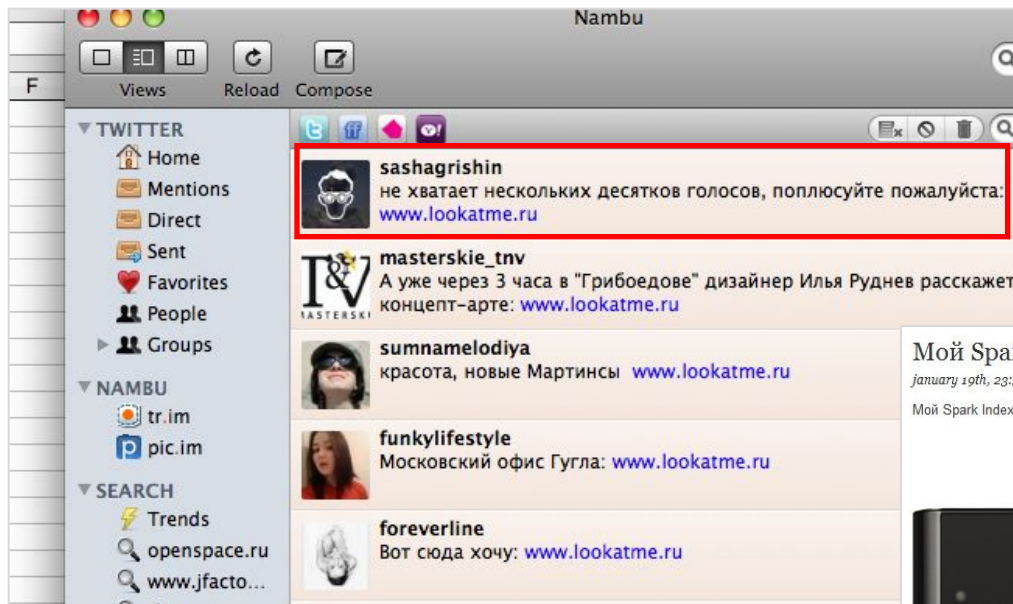 Nambu
F
Views Reload Compose
TWITTER
Home
Mentions
Direct
Sent
Favorites
People
Groups
NAMBU
tr.im
pic.im
SEARCH
Trends
openspace.ru
www.jfacto...
sashagrishin
не хватает нескольких десятков голосов, поплюсуйте пожалуйста:
www.lookatme.ru
T&V
MASTERSKI
masterskie_tnv
А уже через 3 часа в "Грибоедове" дизайнер Илья Руднев расскажет
концепт-арте: www.lookatme.ru
sumnamelodiya
красота, новые Мартинсы www.lookatme.ru
funkylifestyle
Московский офис Гугла: www.lookatme.ru
foreverline
Вот сюда хочу: www.lookatme.ru
Мой Spa
january 19th, 23:
Мой Spark Index